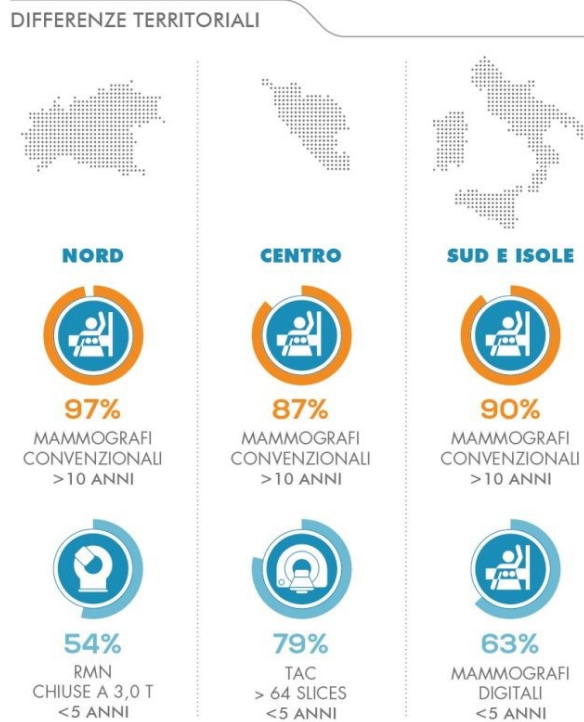 DIFFERENZE TERRITORIALI
NORD
97%
MAMMOGRAFI
CONVENZIONALI
>10 ANNI
54%
RMN
CHIUSE A 3,0 T
<5 ANNI
CENTRO
87%
MAMMOGRAFI
CONVENZIONALI
>10 ANNI
79%
TAC
> 64 SLICES
<5 ANNI
SUD E ISOLE
90%
MAMMOGRAFI
CONVENZIONALI
>10 ANNI
63%
MAMMOGRAFI
DIGITALI
<5 ANNI